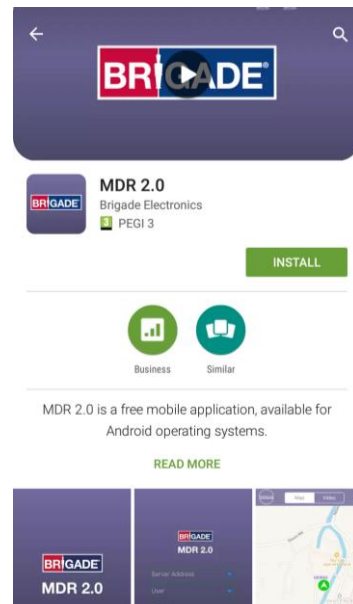 BRIGADE
BRIGADE
MDR 2.0
Brigade Electronics
3 PEGI 3
INSTALL
Business
Similar
MDR 2.0 is a free mobile application, available for
Android operating systems.
READ MORE
BRIGADE
MDR 2.0
BRIGADE
MDR 2.0
Server Address
User
Map
Video